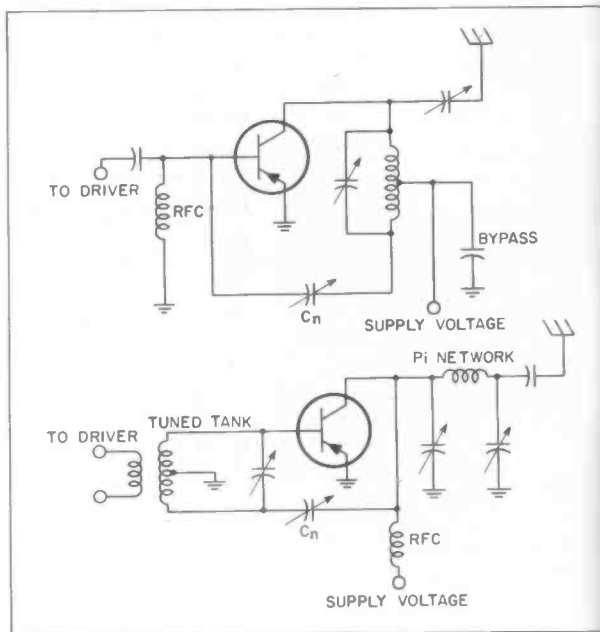 TO DRIVER
RFC
BYPASS
Cn
SUPPLY VOLTAGE
Pi NETWORK
TUNED TANK
TO DRIVER
Cn
RFC
SUPPLY VOLTAGE